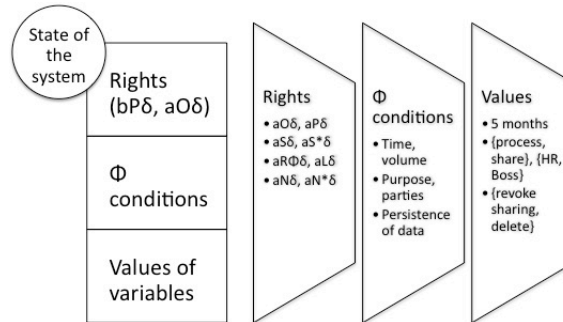 State of
the
system
Rights
(bPδ, aOδ)
Φ
conditions
Values of
variables
Rights
• aOδ, aPδ
• aSδ, aS*δ
• aRΦδ, aLδ
• aNδ, aN*δ
Φ
conditions
• Time,
volume
• Purpose,
parties
• Persistence
of data
Values
• 5 months
• {process,
share}, {HR,
Boss}
• {revoke
sharing,
delete}